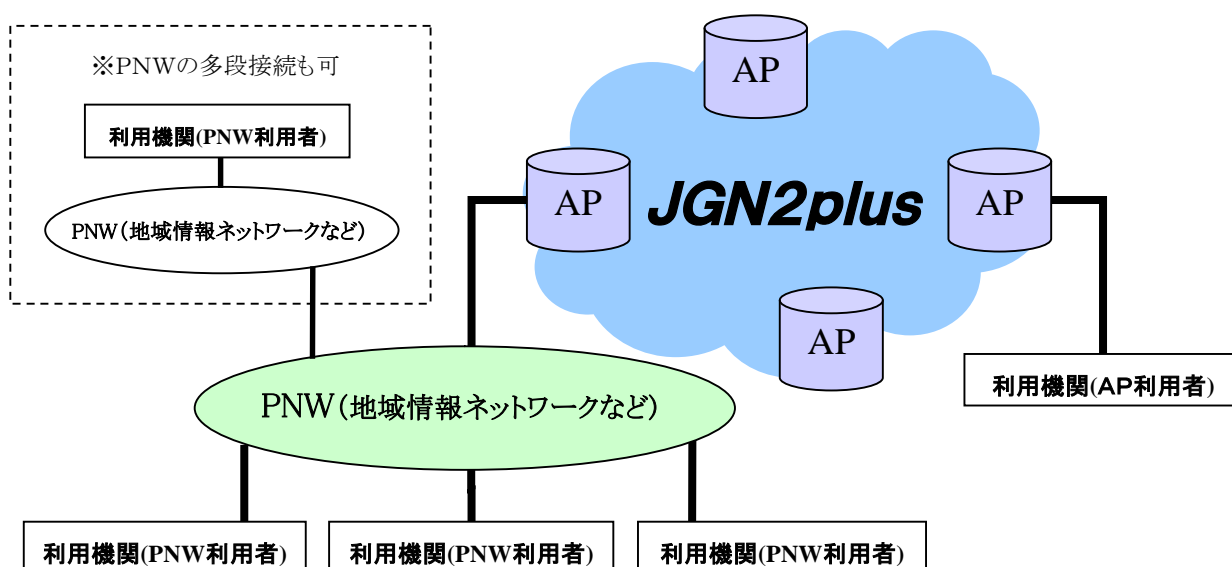 ※PNWの多段接続も可
利用機関(PNW利用者)
PNW(地域情報ネットワークなど)
AP
AP
JGN2plus
AP
AP
利用機関(AP利用者)
PNW(地域情報ネットワークなど)
利用機関(PNW利用者)
利用機関(PNW利用者)
利用機関(PNW利用者)